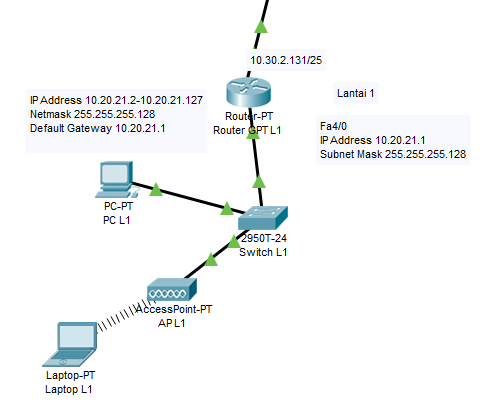 10.30.2.131/25
IP Address 10.20.21.2-10.20.21.127
Netmask 255.255.255.128
Default Gateway 10.20.21.1
Lantai 1
Router-PT
Router GPT L1
Fa4/0
IP Address 10.20.21.1
Subnet Mask 255.255.255.128
PC-PT
PC L1
2950T-24
Switch L1
AccessPoint-PT
AP L1
Laptop-PT
Laptop L1